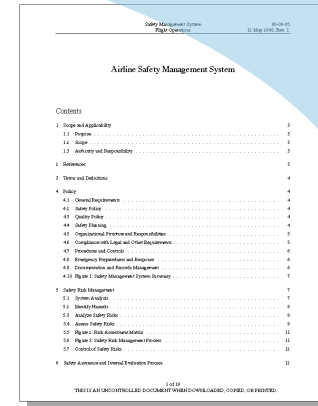 Safety Management System 00-00-05
Flight Operations 11 May 2000, Rev. 1
Airline Safety Management System
Contents
1 Scope and Applicability 3
1.1 Purpose 3
1.2 Scope 3
1.3 Authority and Responsibility 3
2 References 3
3 Terms and Definitions 4
4 Policy 4
4.1 General Requirements 4
4.2 Safety Policy 4
4.3 Quality Policy 4
4.4 Safety Planning 4
4.5 Organizational Structure and Responsibilities 5
4.6 Compliance with Legal and Other Requirements 5
4.7 Procedures and Controls 6
4.8 Emergency Preparedness and Response 6
4.9 Documentation and Records Management 6
4.10 Figure 1: Safety Management System Summary 7
5 Safety Risk Management 7
5.1 System Analysis 7
5.2 Identify Hazards 8
5.3 Analyze Safety Risks 9
5.4 Assess Safety Risks 9
5.5 Figure 2: Risk Assessment Matrix 11
5.6 Figure 3: Safety Risk Management Process 11
5.7 Control of Safety Risks 12
6 Safety Assurance and Internal Evaluation Process 12
1 of 19
THIS IS AN UNCONTROLLED DOCUMENT WHEN DOWNLOADED, COPIED, OR PRINTED.